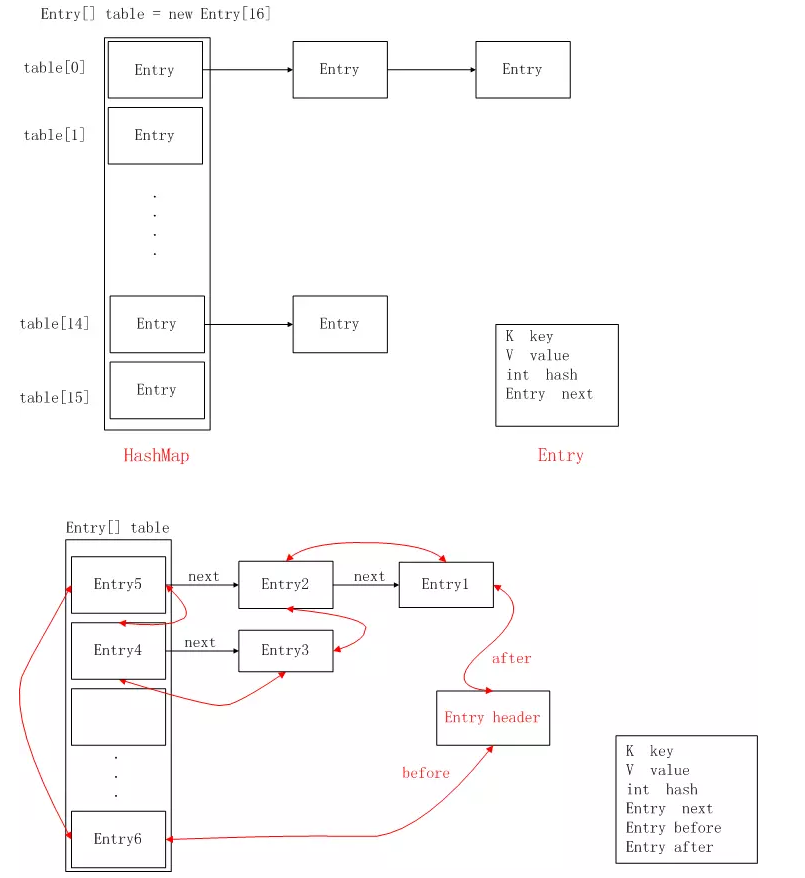 Entry[] table = new Entry[16]
table[0]
Entry
Entry
Entry
table[1]
Entry
.
.
.
.
table[14]
Entry
Entry
table[15]
Entry
K key
V value
int hash
Entry next
HashMap
Entry
Entry[] table
Entry5
next
Entry2
next
Entry1
Entry4
next
Entry3
after
Entry header
before
.
.
.
Entry6
K key
V value
int hash
Entry next
Entry before
Entry after